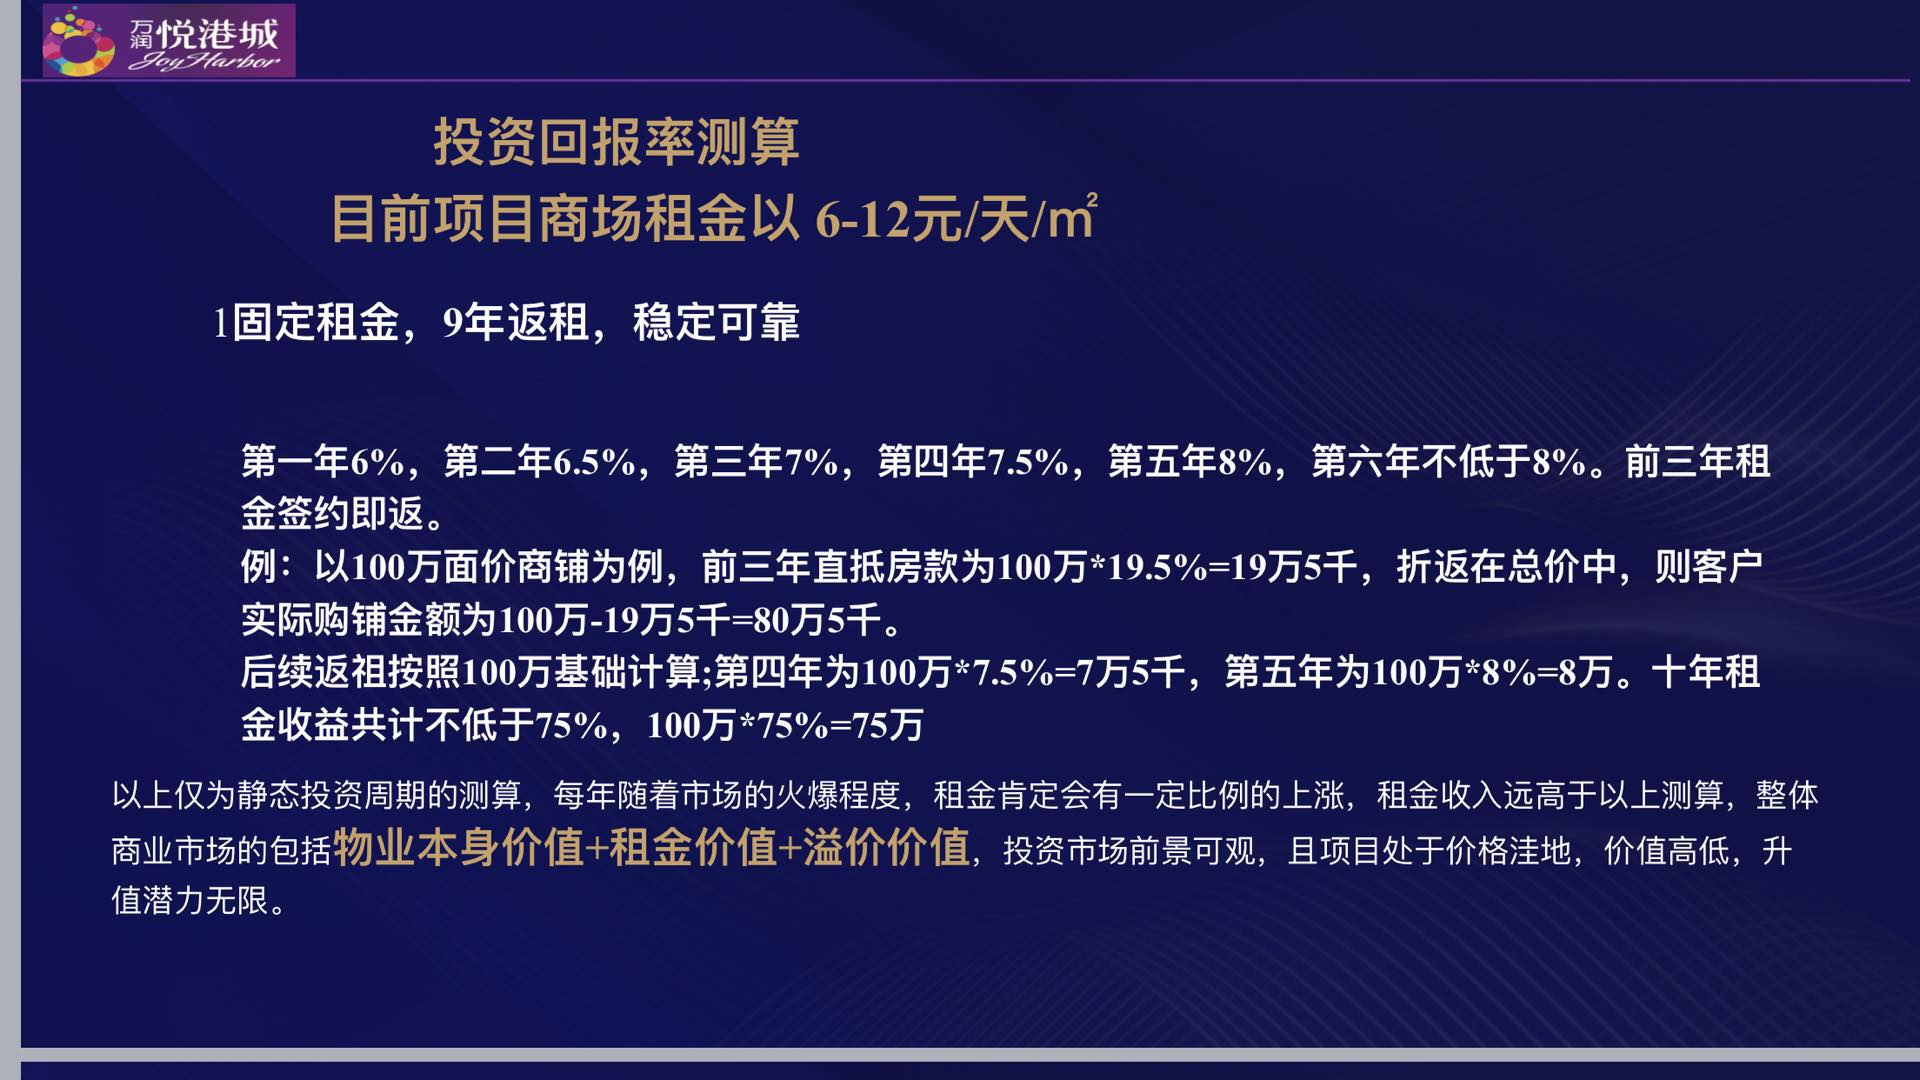 万润 悦港城
Joy Harbor
投资回报率测算
目前项目商场租金以 6-12元/天/㎡
1固定租金，9年返租，稳定可靠
第一年6%，第二年6.5%，第三年7%，第四年7.5%，第五年8%，第六年不低于8%。前三年租
金签约即返。
例：以100万面价商铺为例，前三年直抵房款为100万*19.5%=19万5千，折返在总价中，则客户
实际购铺金额为100万-19万5千=80万5千。
后续返祖按照100万基础计算;第四年为100万*7.5%=7万5千，第五年为100万*8%=8万。十年租
金收益共计不低于75%，100万*75%=75万
以上仅为静态投资周期的测算，每年随着市场的火爆程度，租金肯定会有一定比例的上涨，租金收入远高于以上测算，整体
商业市场的包括物业本身价值+租金价值+溢价价值，投资市场前景可观，且项目处于价格洼地，价值高低，升
值潜力无限。